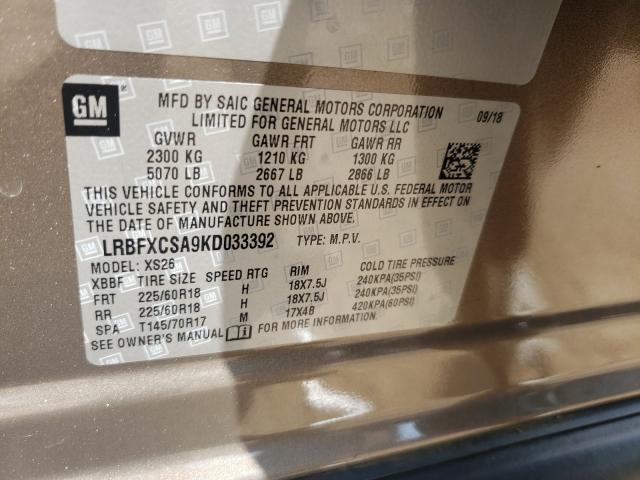 GM
MFD BY SAIC GENERAL MOTORS CORPORATION 09/18
LIMITED FOR GENERAL MOTORS LLC
GVWR GAWR FRT GAWR RR
2300 KG 1210 KG 1300 KG
5070 LB 2667 LB 2866 LB
THIS VEHICLE CONFORMS TO ALL APPLICABLE U.S. FEDERAL MOTOR
VEHICLE SAFETY AND THEFT PREVENTION STANDARDS IN EFFECT ON
THE DATE OF MANUFACTURE SHOWN ABOVE.
LRBFXCSA9KD033392 TYPE: M.P.V.
MODEL: XS26
XBBF TIRE SIZE SPEED RTG RIM COLD TIRE PRESSURE
FRT 225/60R18 H 18X7.5J 240KPA(35PSI)
RR 225/60R18 H 18X7.5J 240KPA(35PSI)
SPA T145/70R17 M 17X4B 420KPA(60PSI)
SEE OWNER'S MANUAL